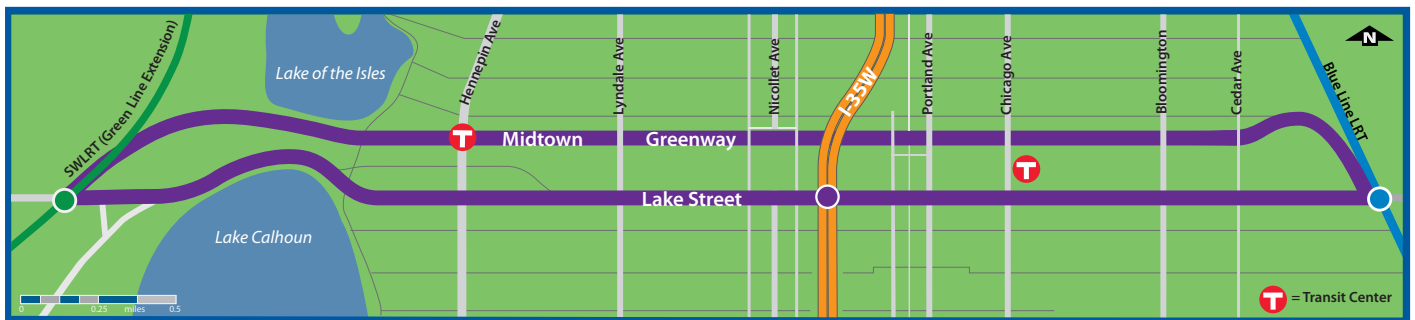 SWLRT (Green Line Extension)
Lake of the Isles
Hennepin Ave
Lyndale Ave
Nicollet Ave
I-35W
Portland Ave
Chicago Ave
Bloomington
Cedar Ave
Blue Line LRT
N
T
Midtown Greenway
T
Lake Street
Lake Calhoun
0 0.25 miles 0.5
T = Transit Center